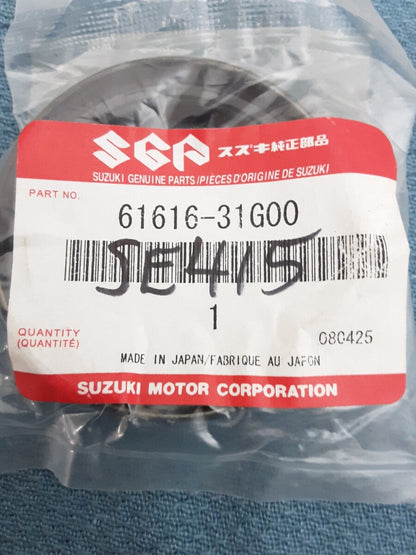 SGP スズキ純正部品
SUZUKI GENUINE PARTS/PIÈCES D'ORIGINE DE SUZUKI
PART NO.
61616-31G00
SE415
1
QUANTITY
(QUANTITÉ)
080425
MADE IN JAPAN/FABRIQUE AU JAPON
SUZUKI MOTOR CORPORATION